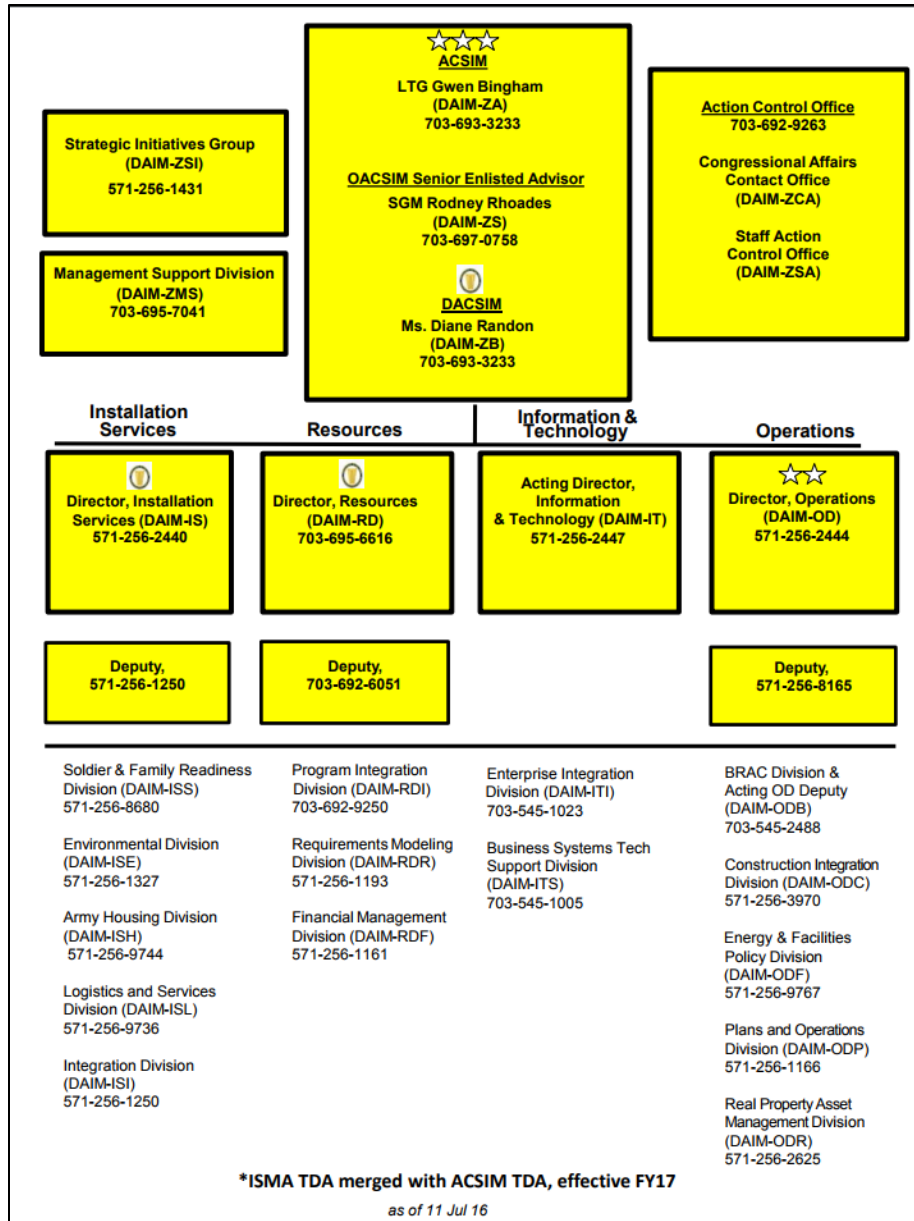 ACSIM
LTG Gwen Bingham
(DAIM-ZA)
703-693-3233
OACSIM Senior Enlisted Advisor
SGM Rodney Rhoades
(DAIM-ZS)
703-697-0758
DACSIM
Ms. Diane Randon
(DAIM-ZB)
703-693-3233
Strategic Initiatives Group
(DAIM-ZSI)
571-256-1431
Management Support Division
(DAIM-ZMS)
703-695-7041
Action Control Office
703-692-9263
Congressional Affairs
Contact Office
(DAIM-ZCA)
Staff Action
Control Office
(DAIM-ZSA)
Installation
Services
Resources
Information &
Technology
Operations
Director, Installation
Services (DAIM-IS)
571-256-2440
Director, Resources
(DAIM-RD)
703-695-6616
Acting Director,
Information
& Technology (DAIM-IT)
571-256-2447
Director, Operations
(DAIM-OD)
571-256-2444
Deputy,
571-256-1250
Deputy,
703-692-6051
Deputy,
571-256-8165
Soldier & Family Readiness
Division (DAIM-ISS)
571-256-8680
Environmental Division
(DAIM-ISE)
571-256-1327
Army Housing Division
(DAIM-ISH)
571-256-9744
Logistics and Services
Division (DAIM-ISL)
571-256-9736
Integration Division
(DAIM-ISI)
571-256-1250
Program Integration
Division (DAIM-RDI)
703-692-9250
Requirements Modeling
Division (DAIM-RDR)
571-256-1193
Financial Management
Division (DAIM-RDF)
571-256-1161
Enterprise Integration
Division (DAIM-ITI)
703-545-1023
Business Systems Tech
Support Division
(DAIM-ITS)
703-545-1005
BRAC Division &
Acting OD Deputy
(DAIM-ODB)
703-545-2488
Construction Integration
Division (DAIM-ODC)
571-256-3970
Energy & Facilities
Policy Division
(DAIM-ODF)
571-256-9767
Plans and Operations
Division (DAIM-ODP)
571-256-1166
Real Property Asset
Management Division
(DAIM-ODR)
571-256-2625
*ISMA TDA merged with ACSIM TDA, effective FY17
as of 11 Jul 16